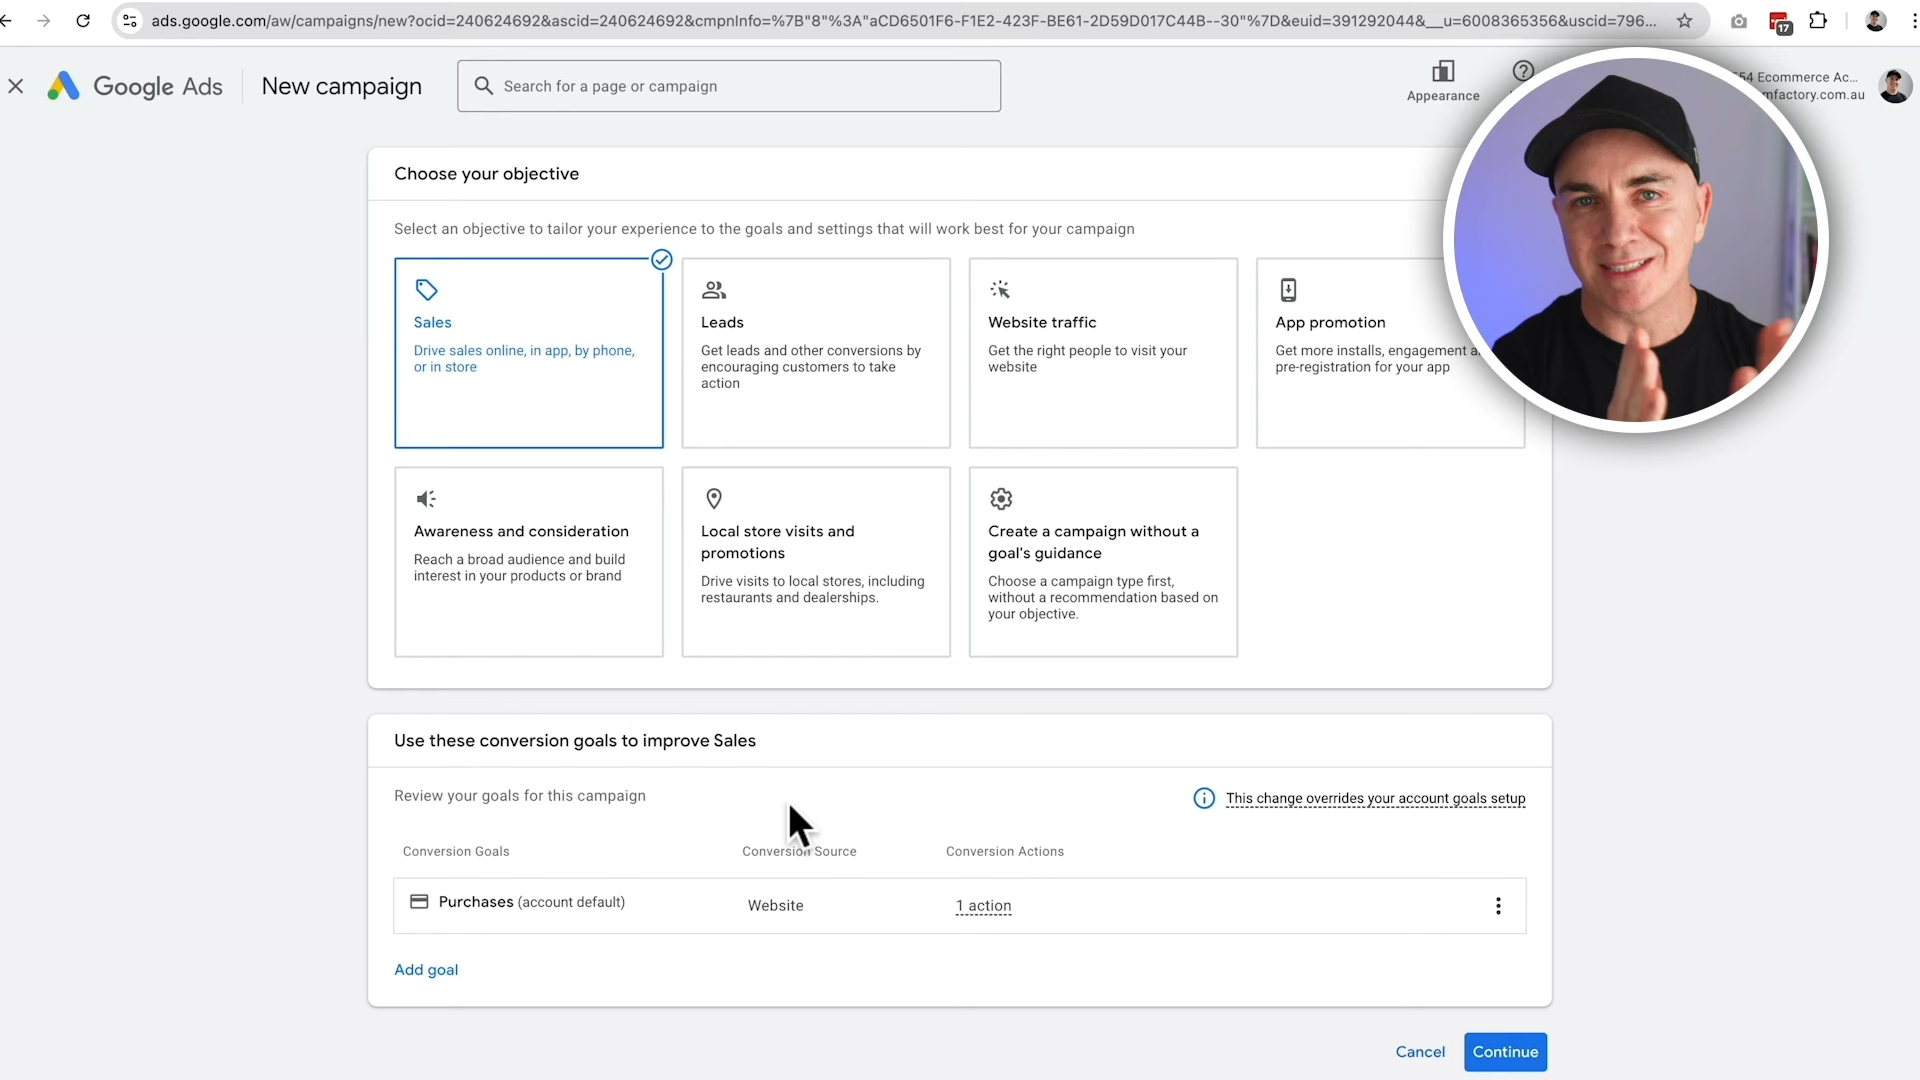 ads.google.com/aw/campaigns/new?ocid=240624692&ascid=240624692&cmpnInfo=%7B"8"%3A"aCD6501F6-F1E2-423F-BE61-2D59D017C44B--30"%7D&euid=391292044&__u=6008365356&uscid=796...
17
Google Ads
New campaign
Search for a page or campaign
Appearance
54 Ecommerce Ac...
mfactory.com.au
Choose your objective
Select an objective to tailor your experience to the goals and settings that will work best for your campaign
Sales
Drive sales online, in app, by phone,
or in store
Leads
Get leads and other conversions by
encouraging customers to take
action
Website traffic
Get the right people to visit your
website
App promotion
Get more installs, engagement a
pre-registration for your app
Awareness and consideration
Reach a broad audience and build
interest in your products or brand
Local store visits and
promotions
Drive visits to local stores, including
restaurants and dealerships.
Create a campaign without a
goal's guidance
Choose a campaign type first,
without a recommendation based on
your objective.
Use these conversion goals to improve Sales
Review your goals for this campaign
This change overrides your account goals setup
Conversion Goals
Conversion Source
Conversion Actions
Purchases (account default)
Website
1 action
Add goal
Cancel
Continue